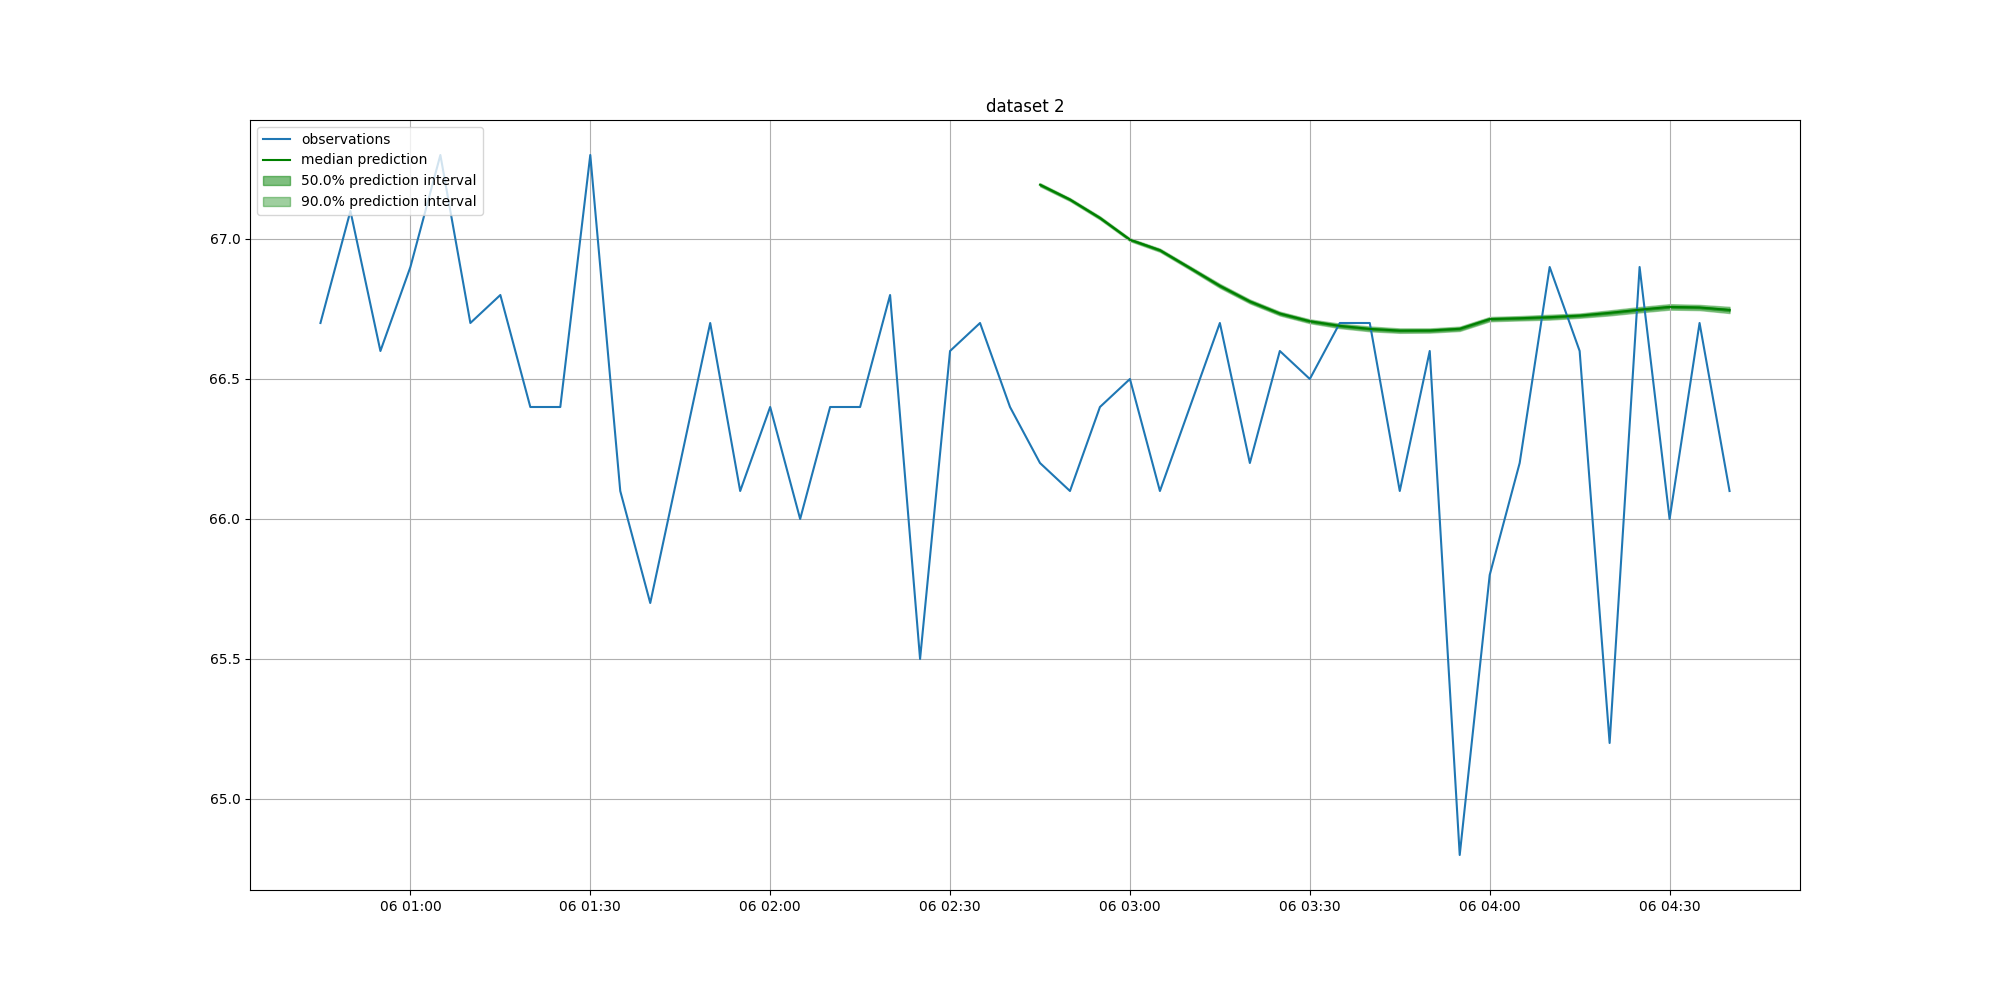 dataset 2
observations
median prediction
50.0% prediction interval
90.0% prediction interval
67.0
66.5
66.0
65.5
65.0
06 01:00 06 01:30 06 02:00 06 02:30 06 03:00 06 03:30 06 04:00 06 04:30